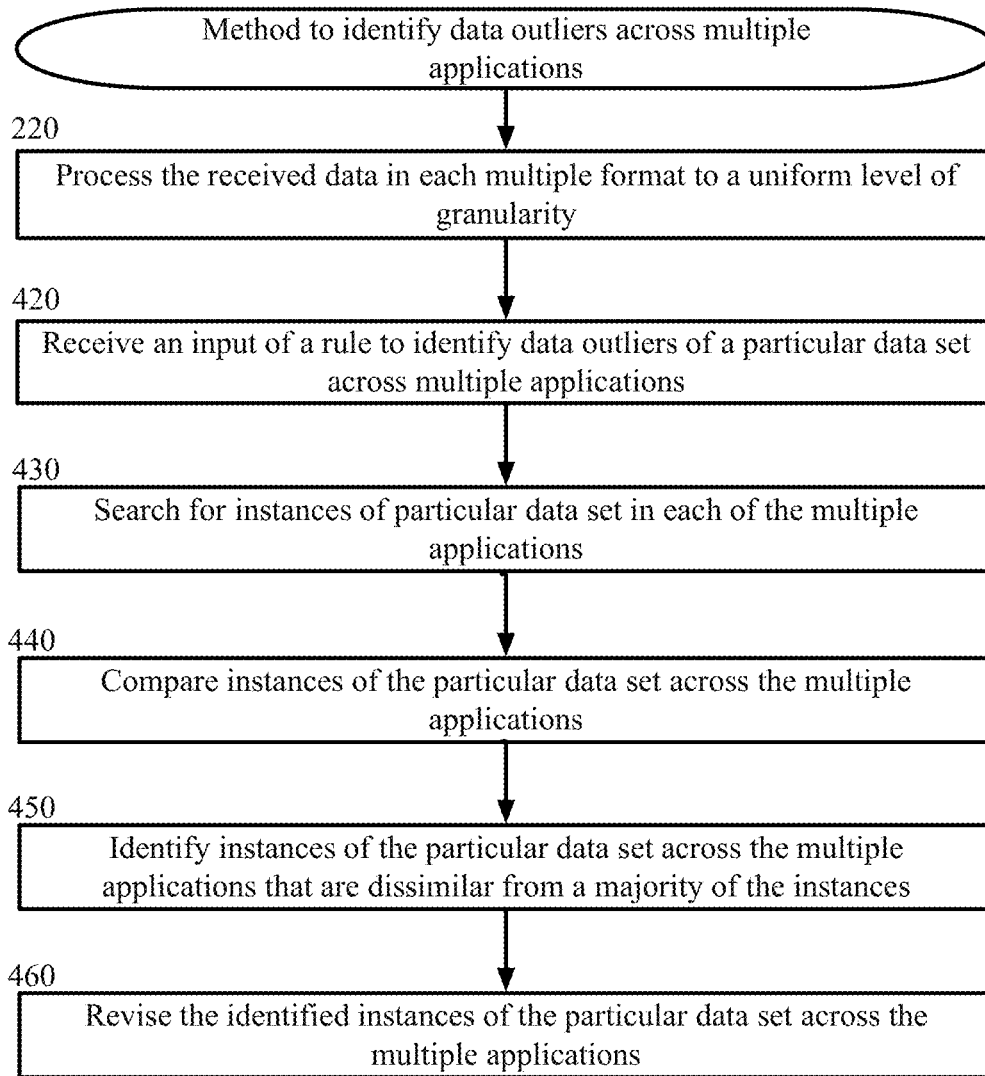 Method to identify data outliers across multiple
applications
220
Process the received data in each multiple format to a uniform level of
granularity
420
Receive an input of a rule to identify data outliers of a particular data set
across multiple applications
430
Search for instances of particular data set in each of the multiple
applications
440
Compare instances of the particular data set across the multiple
applications
450
Identify instances of the particular data set across the multiple
applications that are dissimilar from a majority of the instances
460
Revise the identified instances of the particular data set across the
multiple applications